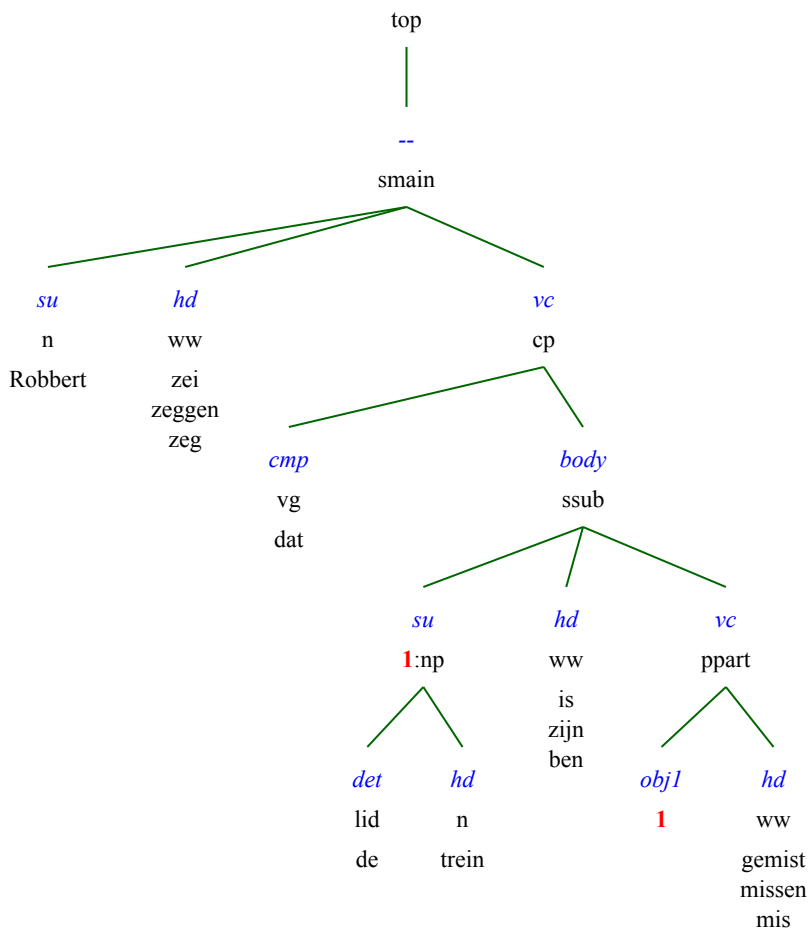 top
--
smain
su hd vc
n ww cp
Robbert zei
zeggen
zeg
cmp body
vg ssub
dat
su hd vc
1:np ww ppart
is
zijn
ben
det hd obj1 hd
lid n 1 ww
de trein gemist
missen
mis